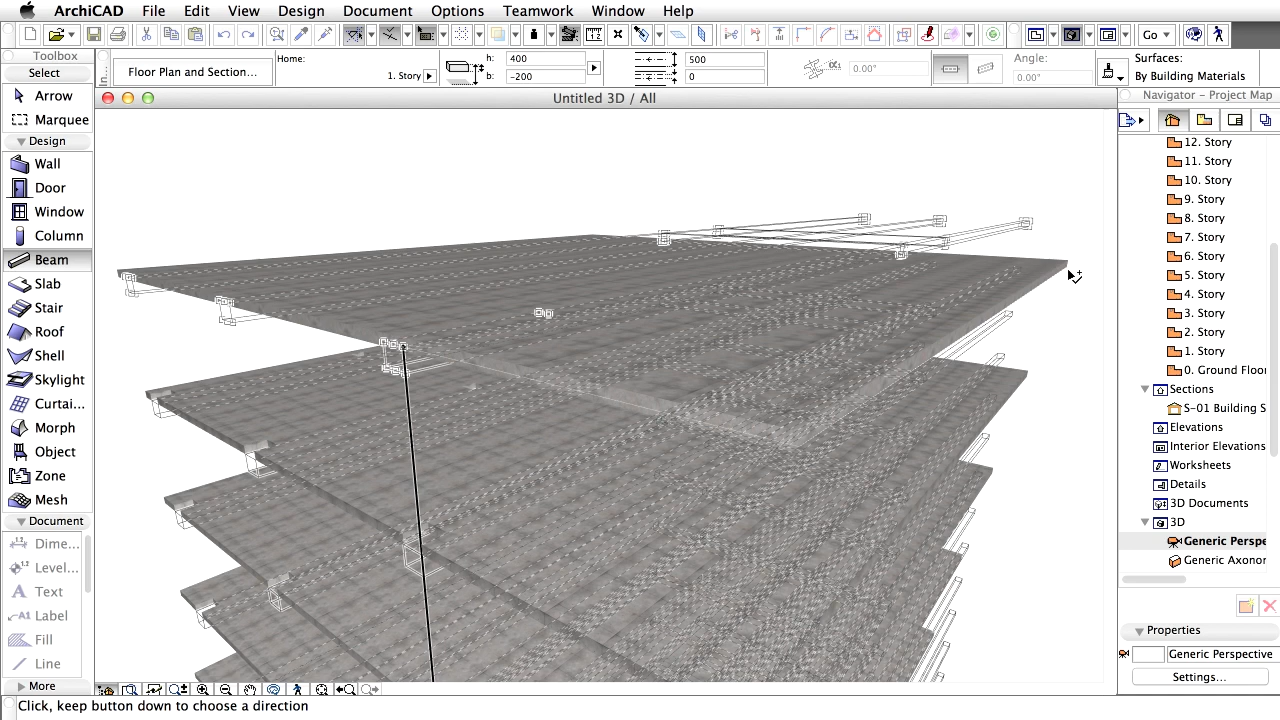 ArchiCAD File Edit View Design Document Options Teamwork Window Help
Go
Toolbox
Select
Arrow
Marquee
Design
Wall
Door
Window
Column
Beam
Slab
Stair
Roof
Shell
Skylight
Curtai...
Morph
Object
Zone
Mesh
Document
Dime...
Level...
Text
Label
Fill
Line
More
Floor Plan and Section...
Home:
1. Story
h: 400
b: -200
500
0
α1 0.00°
Angle:
0.00°
Surfaces:
By Building Materials
Untitled 3D / All
Navigator - Project Map
12. Story
11. Story
10. Story
9. Story
8. Story
7. Story
6. Story
5. Story
4. Story
3. Story
2. Story
1. Story
0. Ground Floor
Sections
S-01 Building S
Elevations
Interior Elevations
Worksheets
Details
3D Documents
3D
Generic Perspe
Generic Axonor
Properties
Generic Perspective
Settings...
Click, keep button down to choose a direction